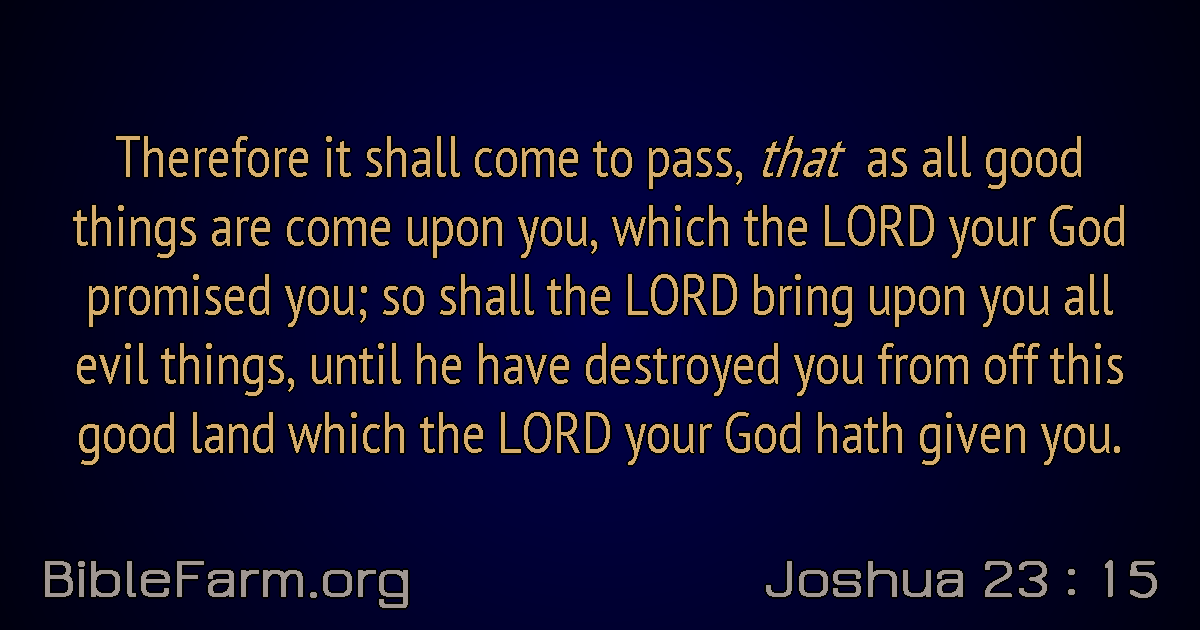 Therefore it shall come to pass, that as all good
things are come upon you, which the LORD your God
promised you; so shall the LORD bring upon you all
evil things, until he have destroyed you from off this
good land which the LORD your God hath given you.
BibleFarm.org
Joshua 23 : 15